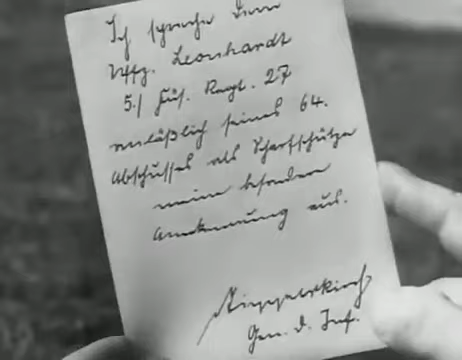 Ich spreche dem
Uffz. Leonhardt
5./ Füs. Regt. 27
anläßlich seines 64.
Abschusses als Scharfschütze
meine besondere
Anerkennung aus.
Gen. d. Inf.